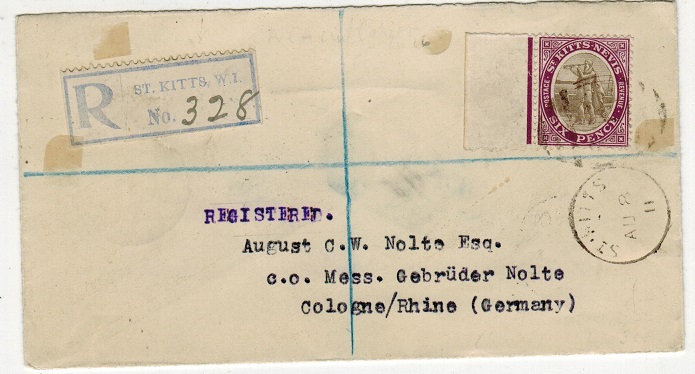 R
ST. KITTS, W.I.
No. 328
ST KITTS-NEVIS
POSTAGE
REVENUE
SIX PENCE
ST. KITTS
AU 8
11
REGISTERED.
August C.W. Nolte Esq.
c.o. Mess. Gebrüder Nolte
Cologne/Rhine (Germany)